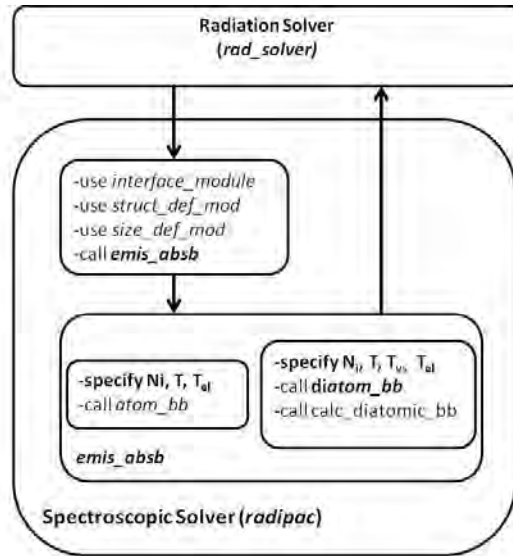 Radiation Solver
(rad_solver)
-use interface_module
-use struct_def_mod
-use size_def_mod
-call emis_absb
-specify Ni, T, Tel
-call atom_bb
-specify Ni, T, Tv, Tel
-call diatom_bb
-call calc_diatomic_bb
emis_absb
Spectroscopic Solver (radipac)